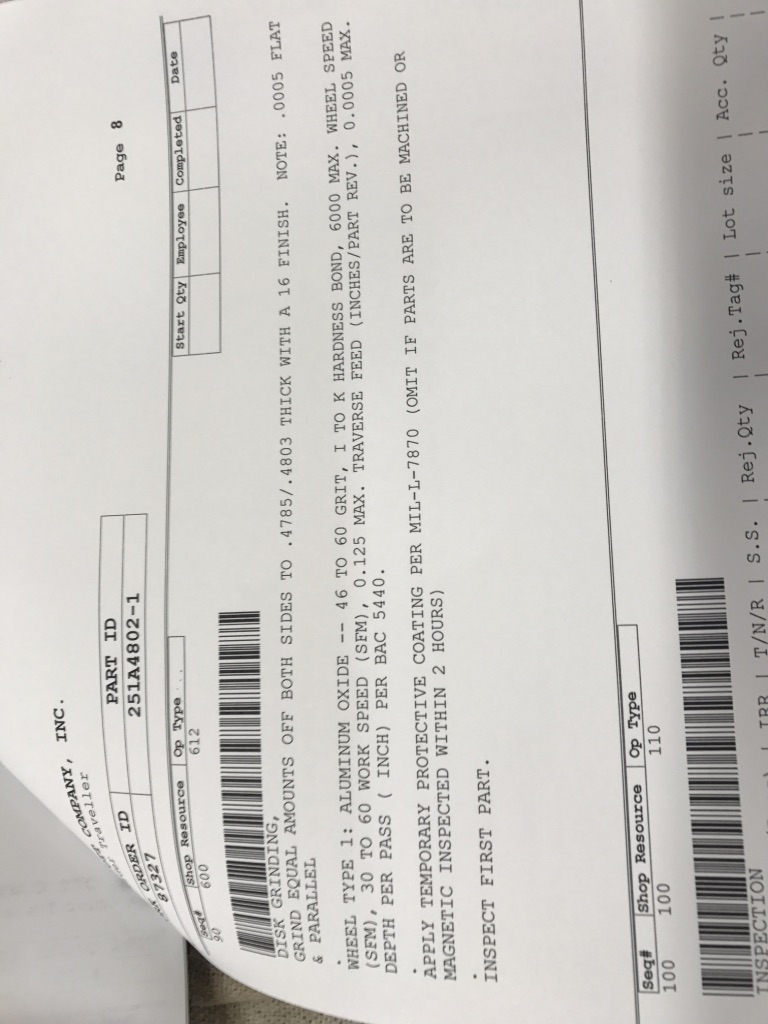 COMPANY, INC.
Traveller
ORDER ID PART ID
87327 251A4802-1
Page 8
Seq# Shop Resource Op Type ...
90 600 612
Start Qty Employee Completed Date
DISK GRINDING,
GRIND EQUAL AMOUNTS OFF BOTH SIDES TO .4785/.4803 THICK WITH A 16 FINISH. NOTE: .0005 FLAT
& PARALLEL
.
WHEEL TYPE 1: ALUMINUM OXIDE -- 46 TO 60 GRIT, I TO K HARDNESS BOND, 6000 MAX. WHEEL SPEED
(SFM), 30 TO 60 WORK SPEED (SFM), 0.125 MAX. TRAVERSE FEED (INCHES/PART REV.), 0.0005 MAX.
DEPTH PER PASS ( INCH) PER BAC 5440.
.
APPLY TEMPORARY PROTECTIVE COATING PER MIL-L-7870 (OMIT IF PARTS ARE TO BE MACHINED OR
MAGNETIC INSPECTED WITHIN 2 HOURS)
.
INSPECT FIRST PART.
Seq# Shop Resource Op Type
100 100 110
INSPECTION
| IRR | T/N/R | S.S. | Rej.Qty | Rej.Tag# | Lot size | Acc. Qty |